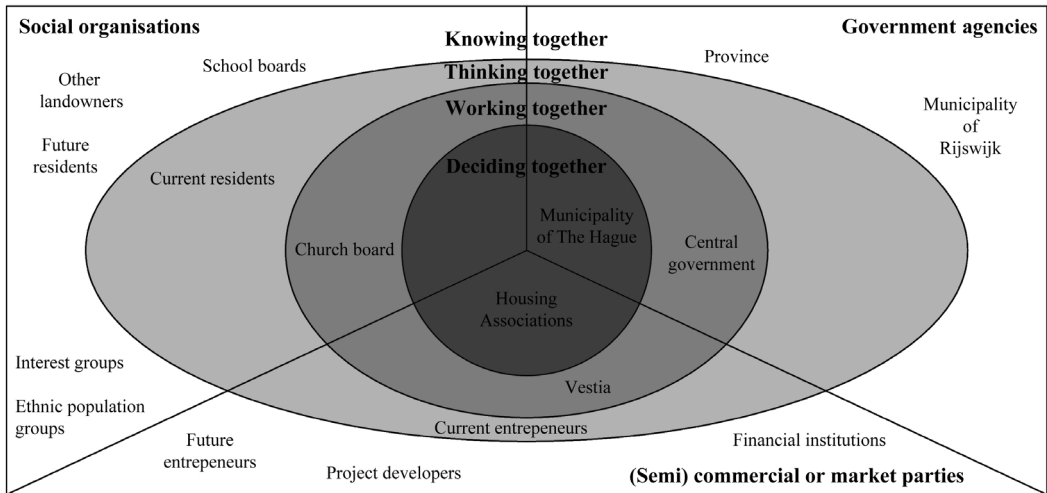 Social organisations
Government agencies
Knowing together
School boards
Province
Thinking together
Other
landowners
Working together
Municipality
of
Rijswijk
Future
residents
Current residents
Deciding together
Municipality
of The Hague
Church board
Central
government
Housing
Associations
Interest groups
Vestia
Ethnic population
groups
Current entrepeneurs
Future
entrepeneurs
Financial institutions
Project developers
(Semi) commercial or market parties